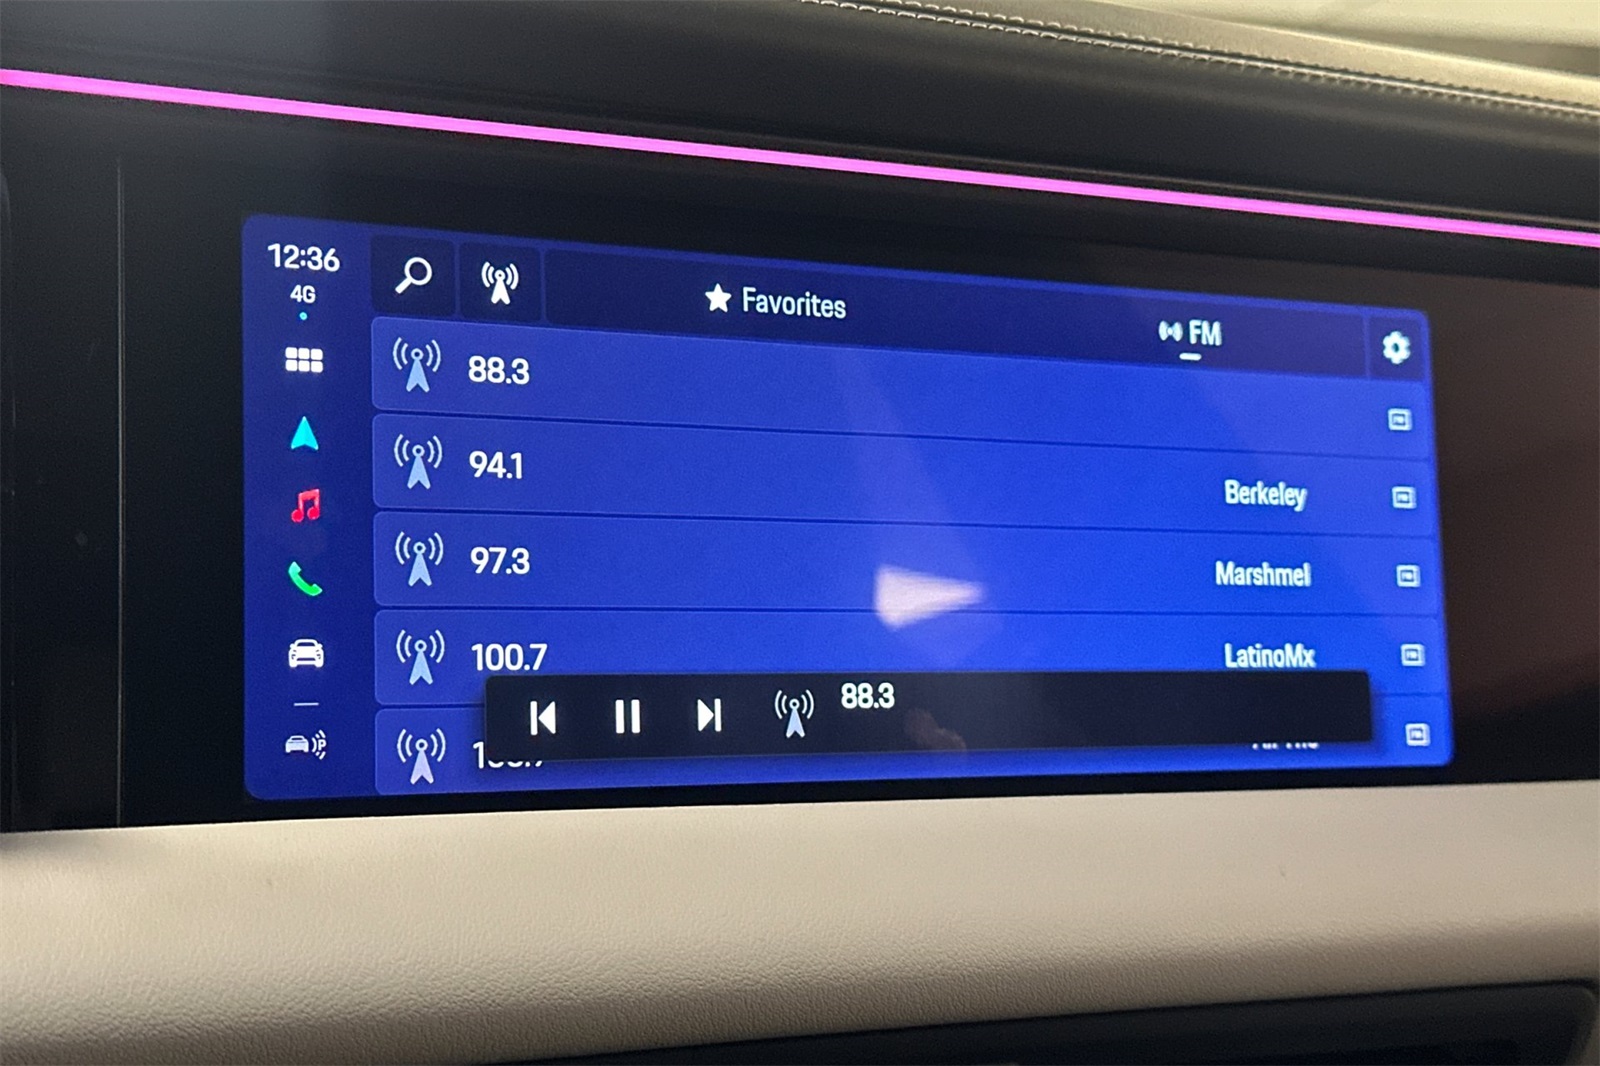 12:36
4G
Favorites
FM
88.3
94.1
Berkeley
97.3
Marshmel
100.7
LatinoMx
88.3